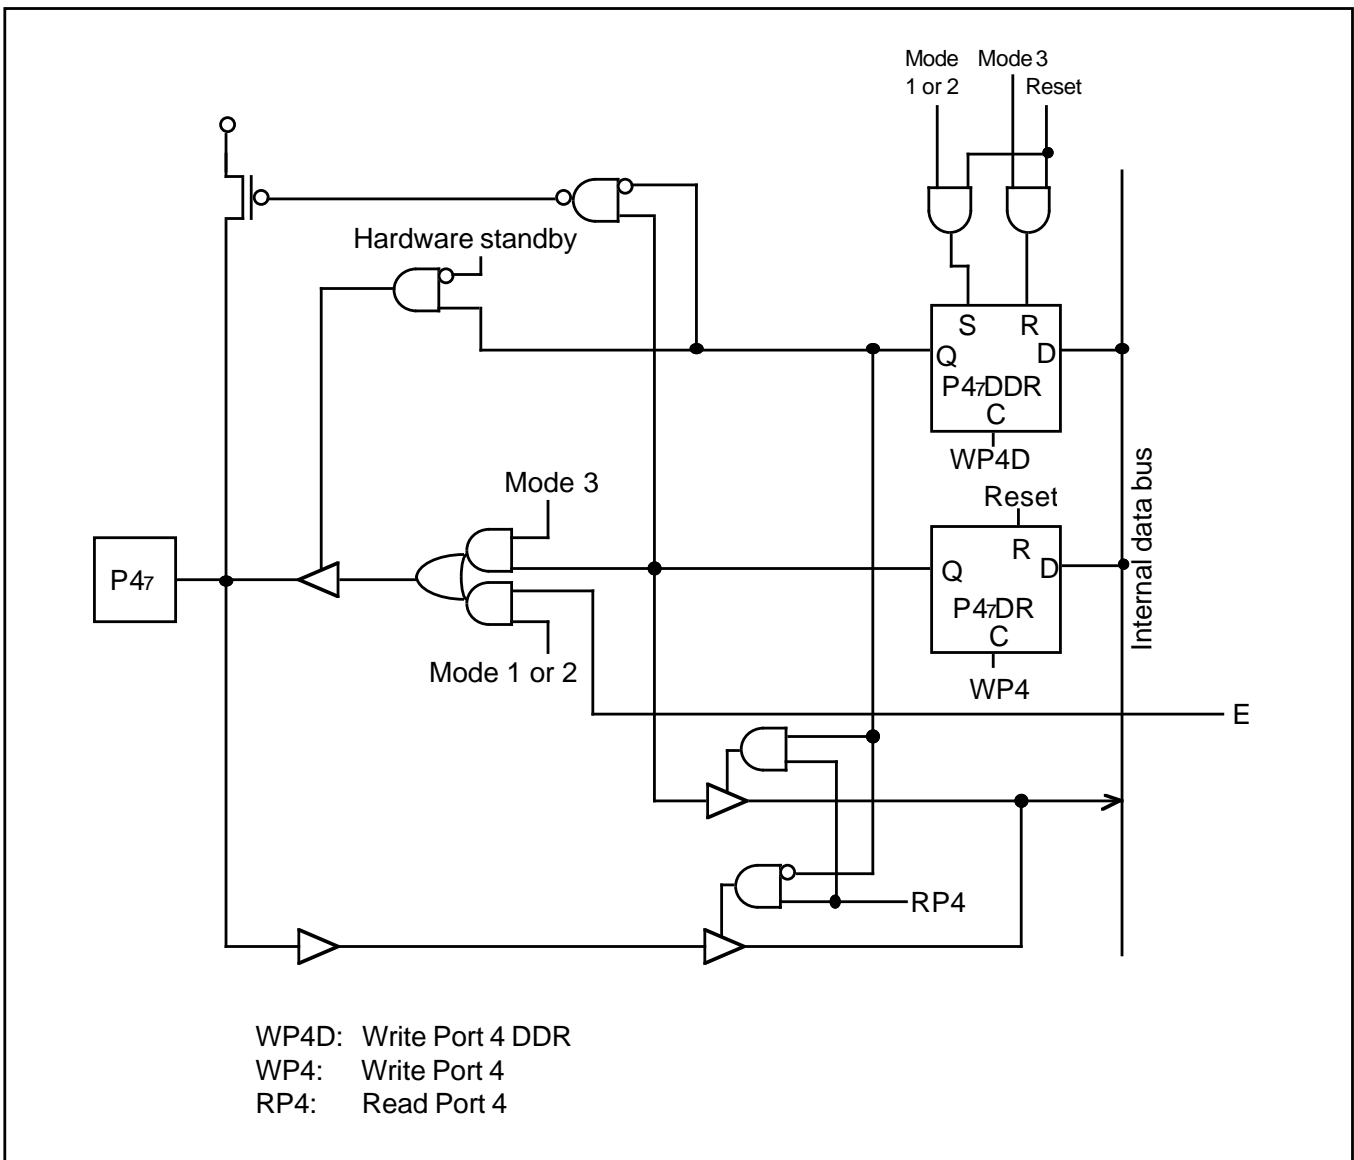 Mode Mode 3
1 or 2 Reset
Hardware standby
S R
Q D
P47DDR
C
WP4D
Mode 3
Reset
R
Q D
P47
P47DR
C
Internal data bus
Mode 1 or 2
WP4
E
RP4
WP4D: Write Port 4 DDR
WP4: Write Port 4
RP4: Read Port 4